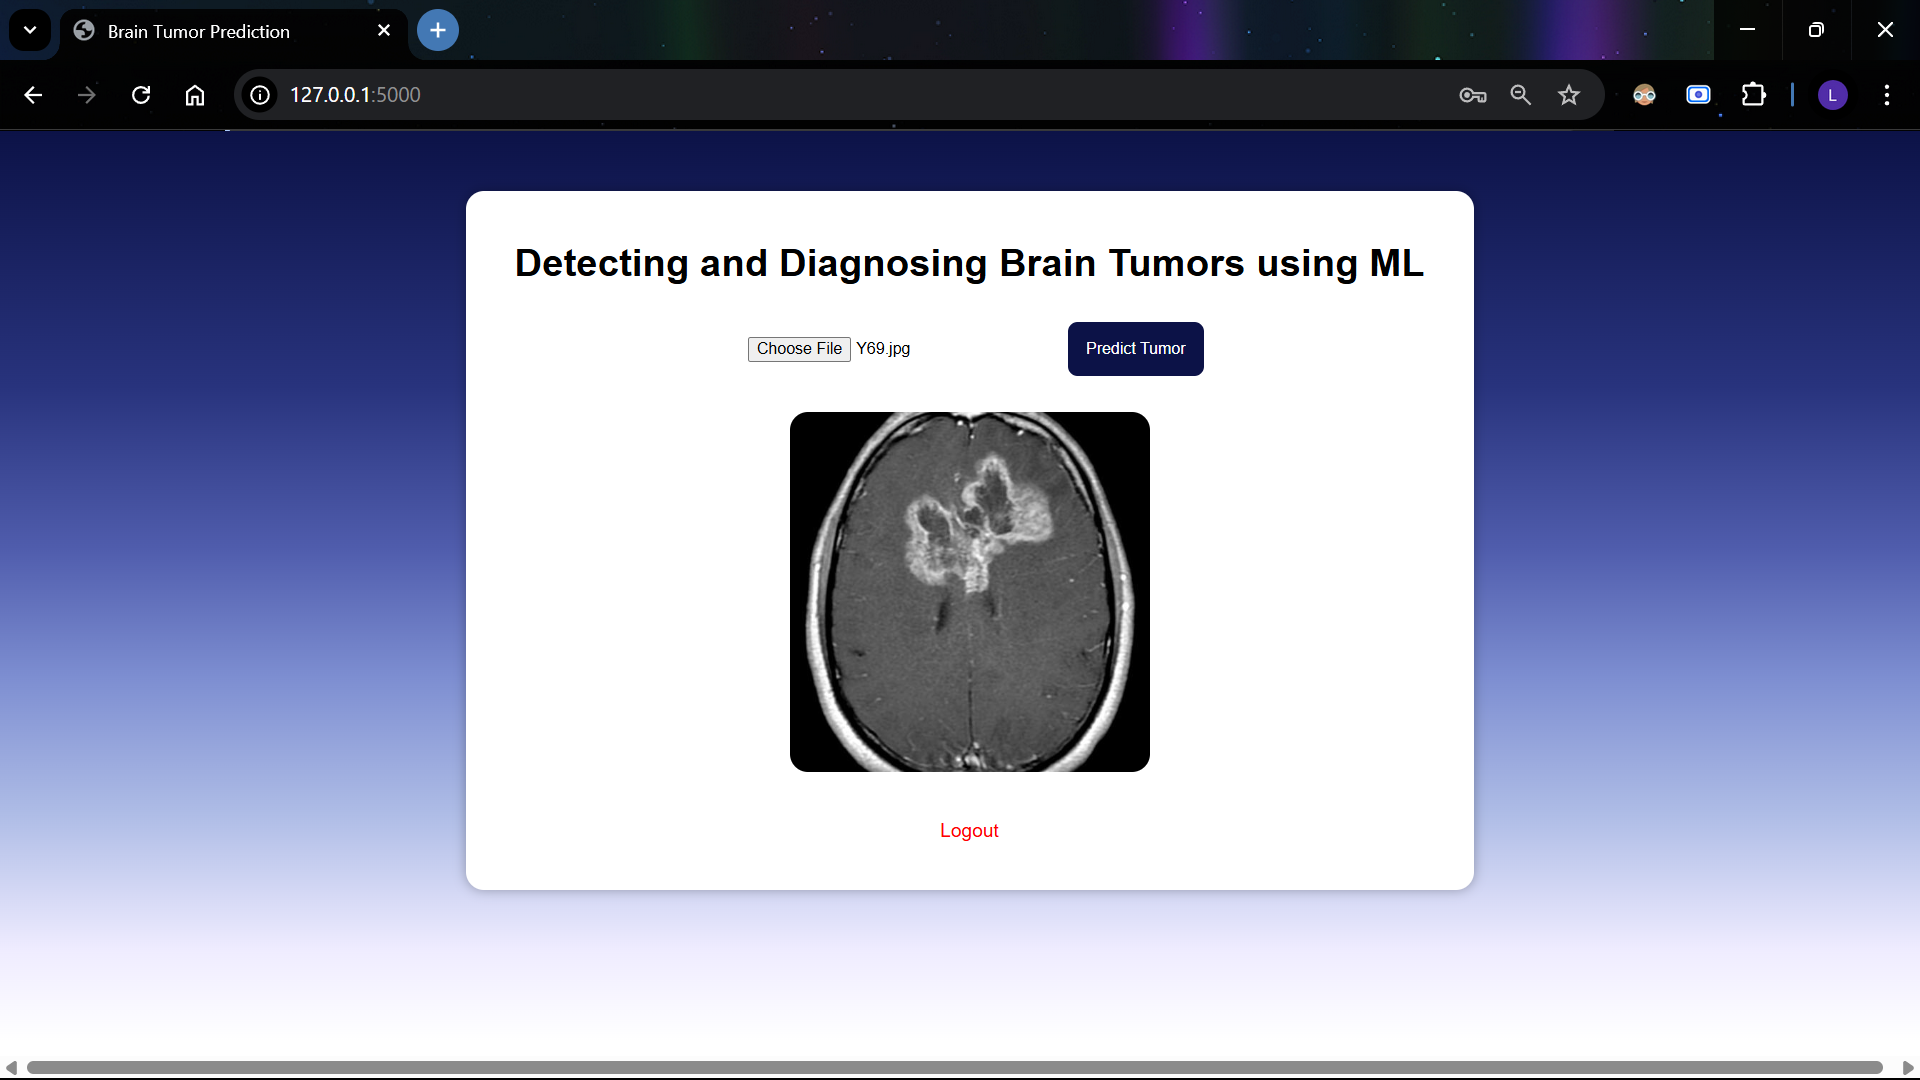 Brain Tumor Prediction
127.0.0.1:5000
L
Detecting and Diagnosing Brain Tumors using ML
Choose File Y69.jpg
Predict Tumor
Logout